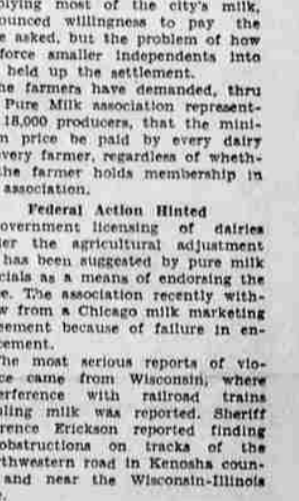 plying most of the city's milk,
ounced willingness to pay the
e asked, but the problem of how
force smaller independents into
held up the settlement.
he farmers have demanded, thru
Pure Milk association represent-
18,000 producers, that the mini-
m price be paid by every dairy
very farmer, regardless of wheth-
the farmer holds membership in
association.
Federal Action Hinted
overnment licensing of dairies
er the agricultural adjustment
has been suggested by pure milk
cials as a means of endorsing the
e. The association recently with-
w from a Chicago milk marketing
eement because of failure in en-
cement.
he most serious reports of vio-
ce came from Wisconsin, where
erference with railroad trains
ling milk was reported. Sheriff
rence Erickson reported finding
obstructions on tracks of the
rthwestern road in Kenosha coun-
and near the Wisconsin-Illinois